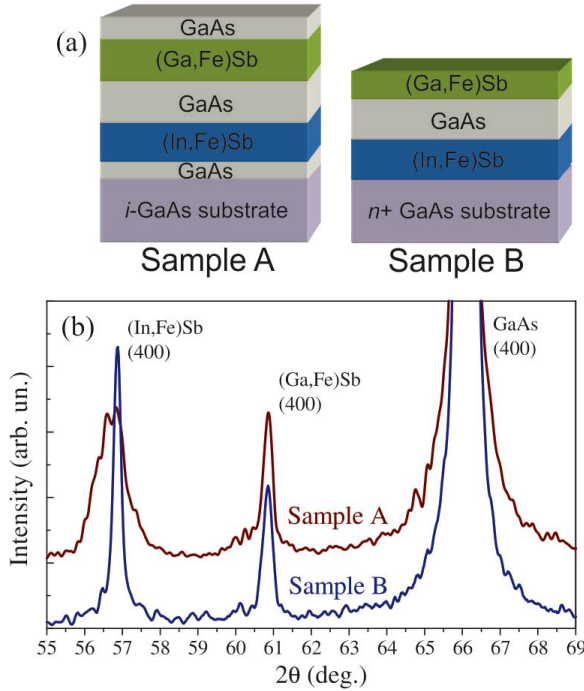 (a)
GaAs
(Ga,Fe)Sb
GaAs
(In,Fe)Sb
GaAs
i-GaAs substrate
Sample A
(Ga,Fe)Sb
GaAs
(In,Fe)Sb
n+ GaAs substrate
Sample B
(b)
(In,Fe)Sb
(400)
(Ga,Fe)Sb
(400)
GaAs
(400)
Sample A
Sample B
Intensity (arb. un.)
55 56 57 58 59 60 61 62 63 64 65 66 67 68 69
2θ (deg.)